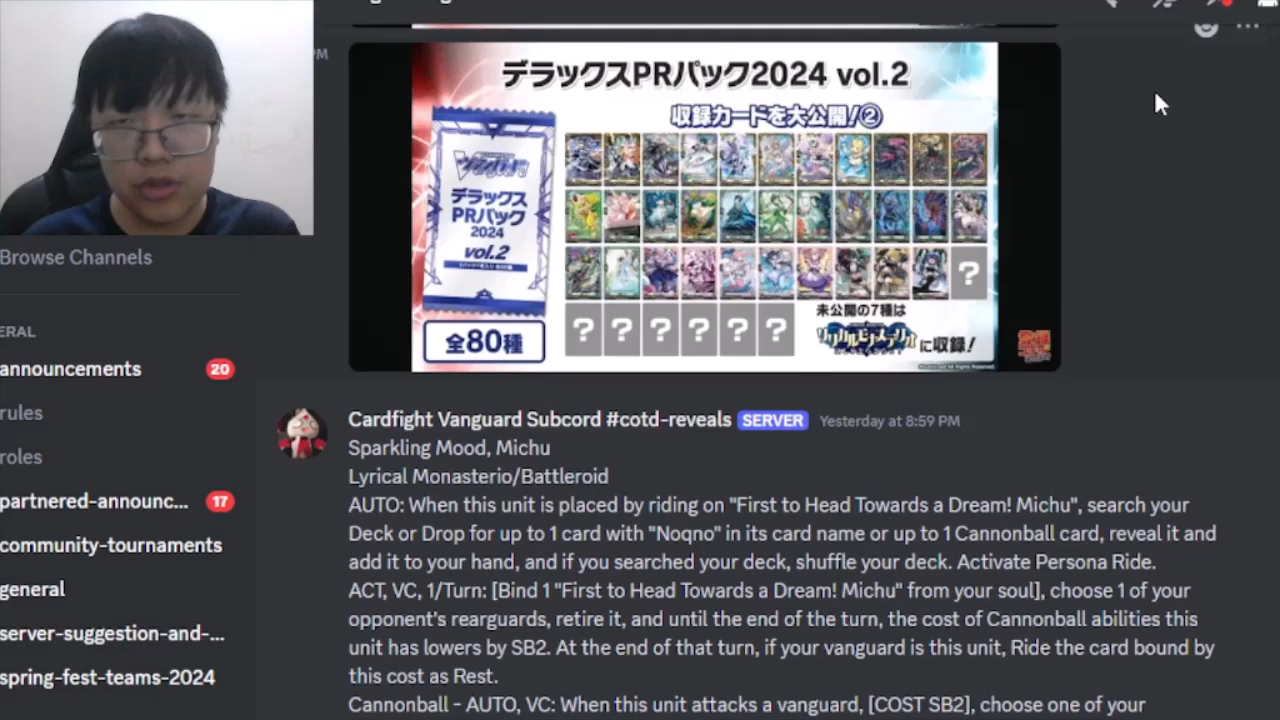 PM
デラックスPRパック2024 vol.2
収録カードを大公開!②
ヴァンガード
デラックス
PRパック
2024
vol.2
全80種
?
? ? ? ? ? ?
未公開の7種は
リリカルモナステリオ
に収録!
Browse Channels
ERAL
announcements 20
rules
roles
partnered-announc... 17
community-tournaments
general
server-suggestion-and-...
spring-fest-teams-2024
Cardfight Vanguard Subcord #cotd-reveals SERVER Yesterday at 8:59 PM
Sparkling Mood, Michu
Lyrical Monasterio/Battleroid
AUTO: When this unit is placed by riding on "First to Head Towards a Dream! Michu", search your
Deck or Drop for up to 1 card with "Noqno" in its card name or up to 1 Cannonball card, reveal it and
add it to your hand, and if you searched your deck, shuffle your deck. Activate Persona Ride.
ACT, VC, 1/Turn: [Bind 1 "First to Head Towards a Dream! Michu" from your soul], choose 1 of your
opponent's rearguards, retire it, and until the end of the turn, the cost of Cannonball abilities this
unit has lowers by SB2. At the end of that turn, if your vanguard is this unit, Ride the card bound by
this cost as Rest.
Cannonball - AUTO, VC: When this unit attacks a vanguard, [COST SB2], choose one of your